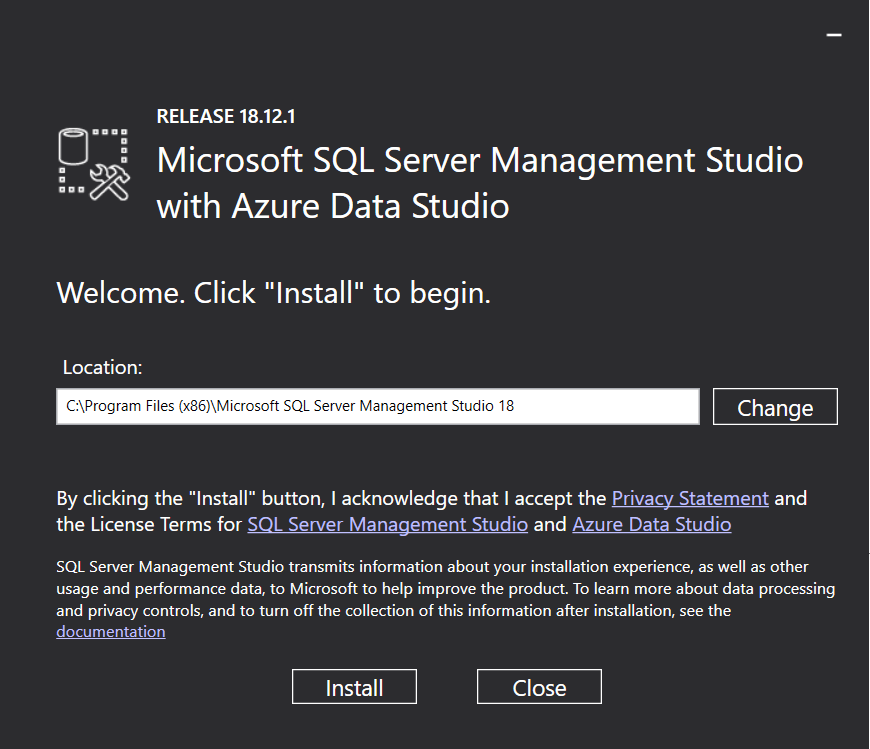 RELEASE 18.12.1
Microsoft SQL Server Management Studio
with Azure Data Studio
Welcome. Click "Install" to begin.
Location:
C:\Program Files (x86)\Microsoft SQL Server Management Studio 18
Change
By clicking the "Install" button, I acknowledge that I accept the Privacy Statement and
the License Terms for SQL Server Management Studio and Azure Data Studio
SQL Server Management Studio transmits information about your installation experience, as well as other
usage and performance data, to Microsoft to help improve the product. To learn more about data processing
and privacy controls, and to turn off the collection of this information after installation, see the
documentation
Install
Close